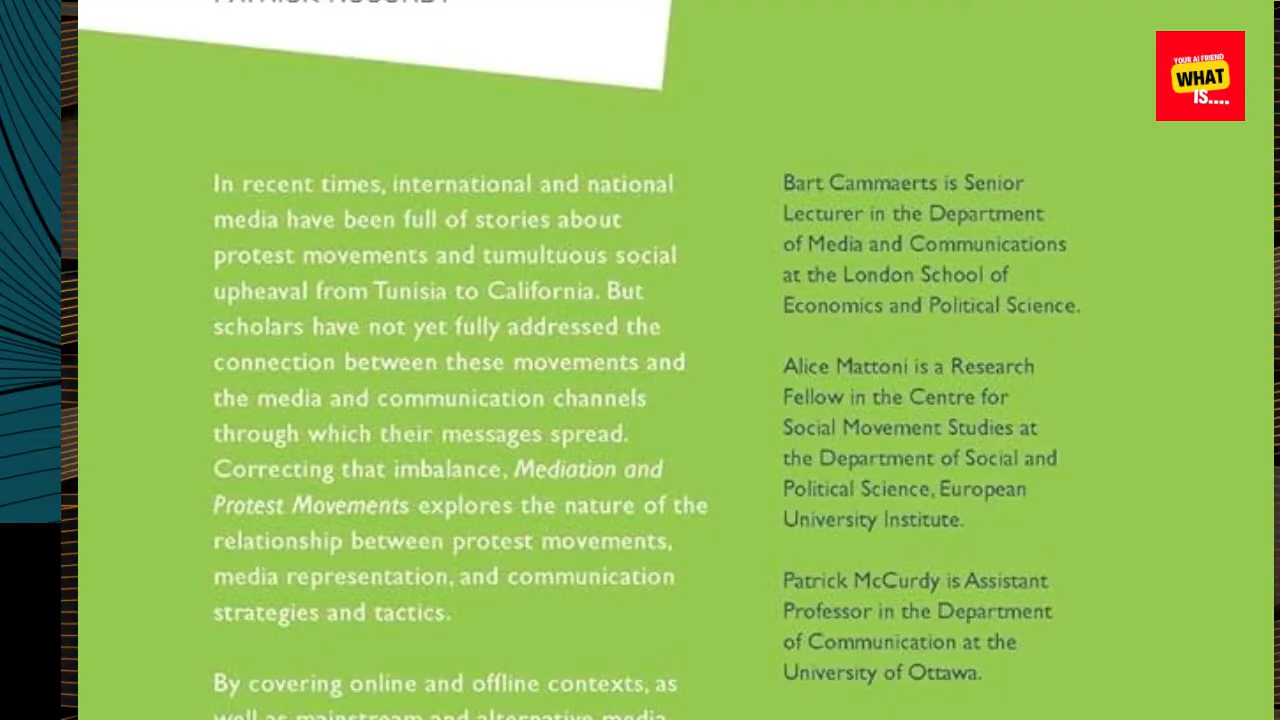 YOUR AI FRIEND
WHAT
IS....
In recent times, international and national
media have been full of stories about
protest movements and tumultuous social
upheaval from Tunisia to California. But
scholars have not yet fully addressed the
connection between these movements and
the media and communication channels
through which their messages spread.
Correcting that imbalance, Mediation and
Protest Movements explores the nature of the
relationship between protest movements,
media representation, and communication
strategies and tactics.
By covering online and offline contexts, as
well as mainstream and alternative media,
Bart Cammaerts is Senior
Lecturer in the Department
of Media and Communications
at the London School of
Economics and Political Science.
Alice Mattoni is a Research
Fellow in the Centre for
Social Movement Studies at
the Department of Social and
Political Science, European
University Institute.
Patrick McCurdy is Assistant
Professor in the Department
of Communication at the
University of Ottawa.